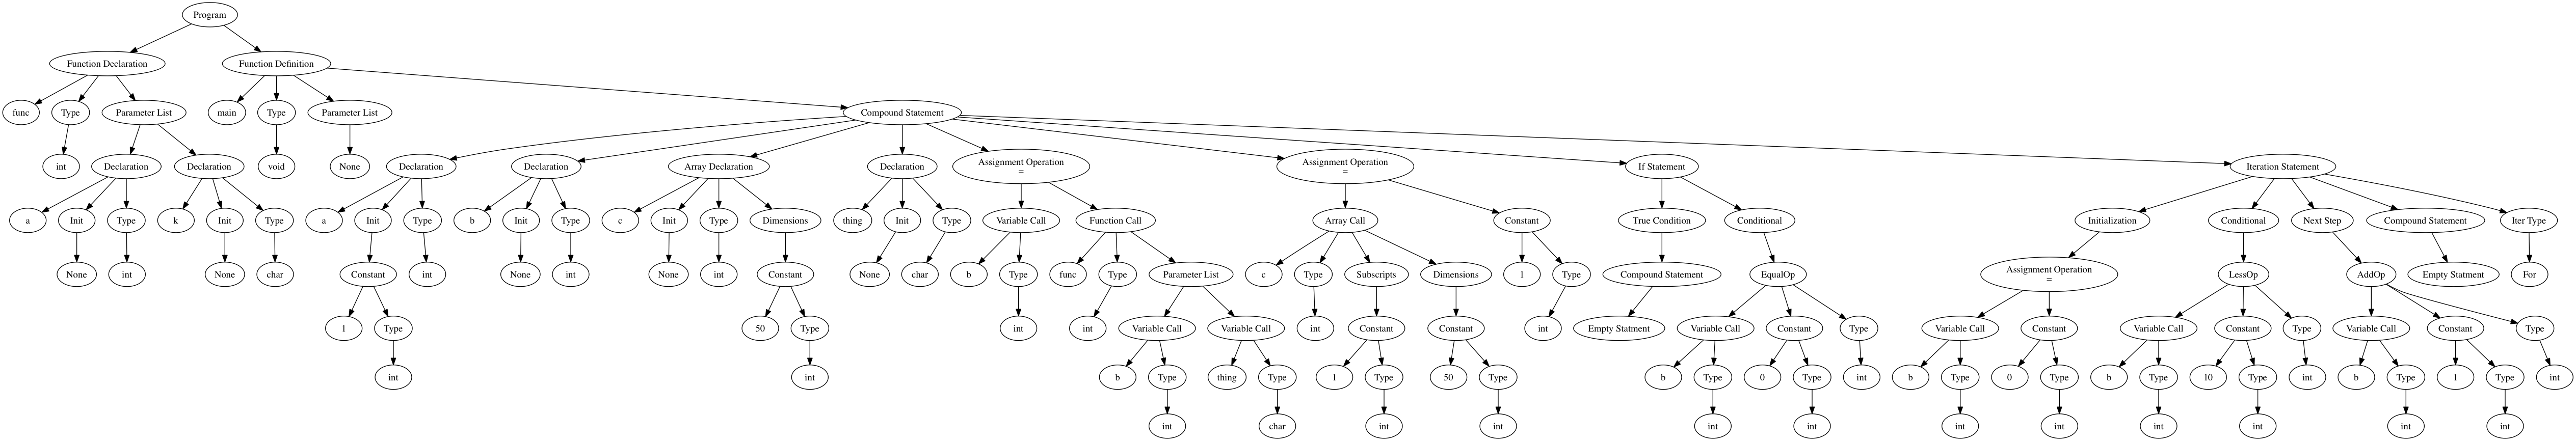 Program
Function Declaration
Function Definition
func
Type
Parameter List
main
Type
Parameter List
Compound Statement
int
Declaration
Declaration
void
None
Declaration
Declaration
Array Declaration
Declaration
Assignment Operation
=
Assignment Operation
=
If Statement
Iteration Statement
a
Init
Type
k
Init
Type
a
Init
Type
b
Init
Type
c
Init
Type
Dimensions
thing
Init
Type
Variable Call
Function Call
Array Call
Constant
True Condition
Conditional
Initialization
Conditional
Next Step
Compound Statement
Iter Type
None
int
None
char
Constant
int
None
int
None
int
Constant
None
char
b
Type
func
Type
Parameter List
c
Type
Subscripts
Dimensions
1
Type
Compound Statement
EqualOp
Assignment Operation
=
LessOp
AddOp
Empty Statment
For
1
Type
50
Type
int
int
Variable Call
Variable Call
int
Constant
Constant
int
Empty Statment
Variable Call
Constant
Type
Variable Call
Constant
Variable Call
Constant
Type
Variable Call
Constant
Type
int
int
b
Type
thing
Type
1
Type
50
Type
b
Type
0
Type
int
b
Type
0
Type
b
Type
10
Type
int
b
Type
1
Type
int
int
char
int
int
int
int
int
int
int
int
int
int